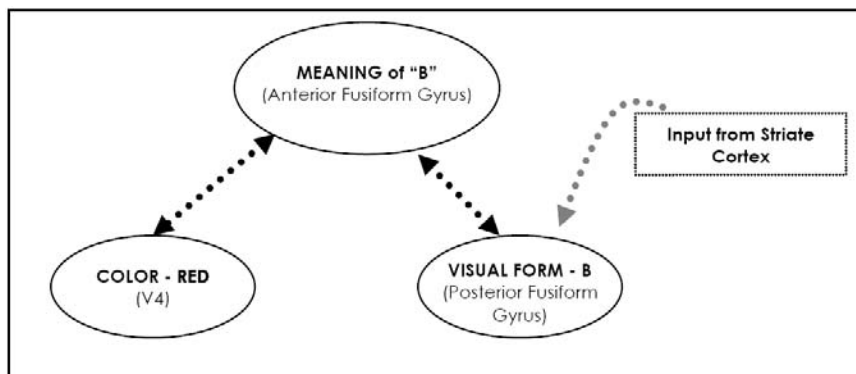 MEANING of “B”
(Anterior Fusiform Gyrus)
Input from Striate
Cortex
COLOR - RED
(V4)
VISUAL FORM - B
(Posterior Fusiform
Gyrus)